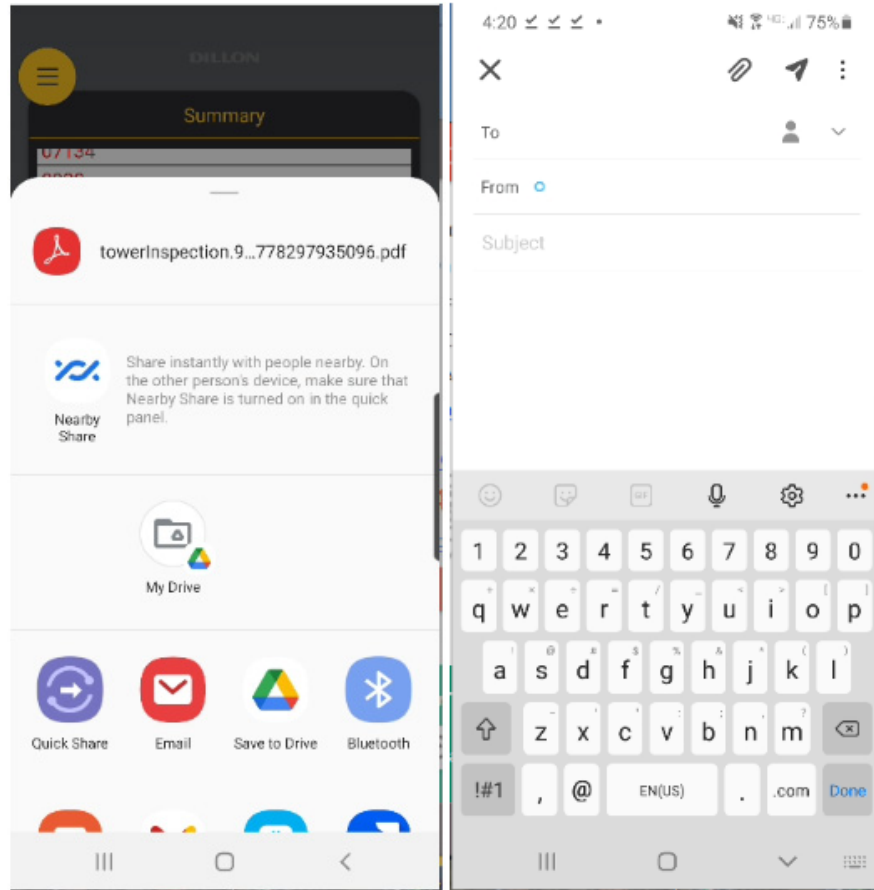 DILLON
Summary
07134
towerInspection.9...778297935096.pdf
Share instantly with people nearby. On
the other person's device, make sure that
Nearby Share is turned on in the quick
panel.
Nearby
Share
My Drive
Quick Share
Email
Save to Drive
Bluetooth
4:20
75%
To
From
Subject
GIF
1 2 3 4 5 6 7 8 9 0
q w e r t y u i o p
a s d f g h j k l
z x c v b n m
!#1 , @ EN(US) . .com Done